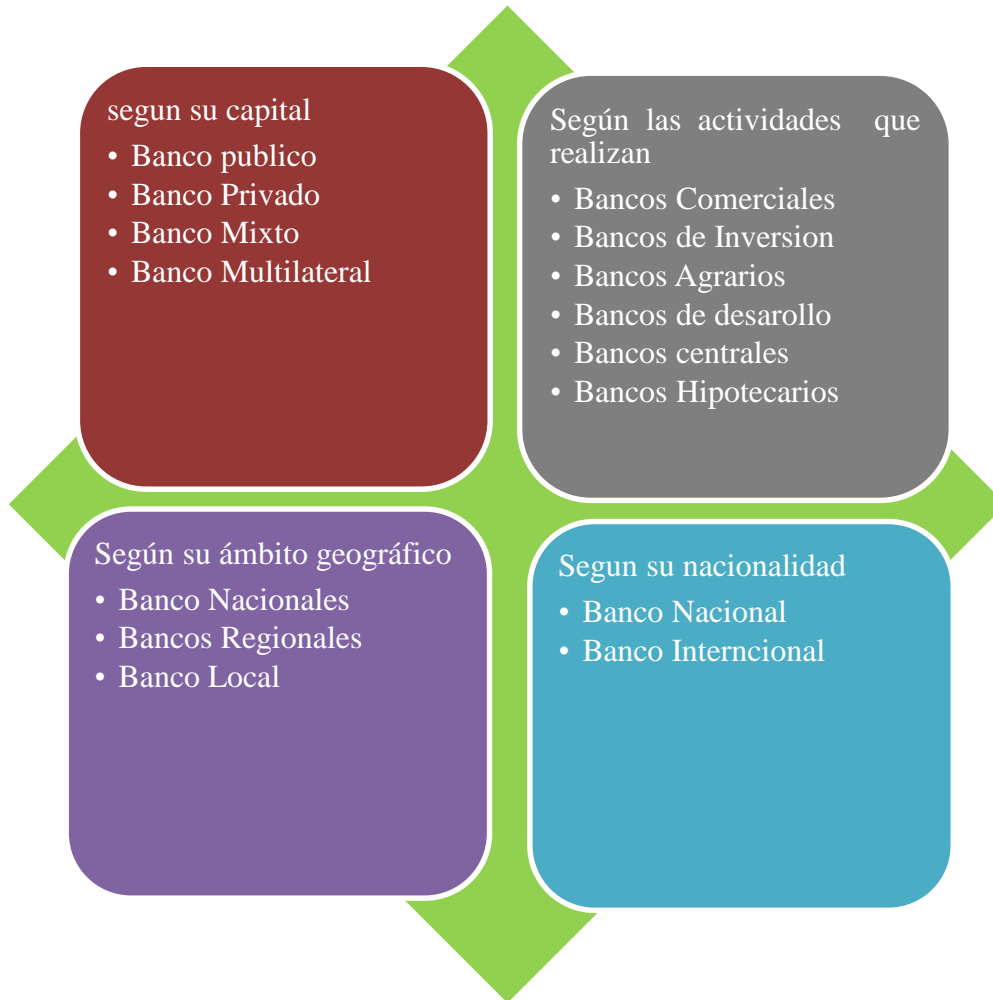 segun su capital
• Banco publico
• Banco Privado
• Banco Mixto
• Banco Multilateral
Según las actividades que
realizan
• Bancos Comerciales
• Bancos de Inversion
• Bancos Agrarios
• Bancos de desarollo
• Bancos centrales
• Bancos Hipotecarios
Según su ámbito geográfico
• Banco Nacionales
• Bancos Regionales
• Banco Local
Segun su nacionalidad
• Banco Nacional
• Banco Interncional